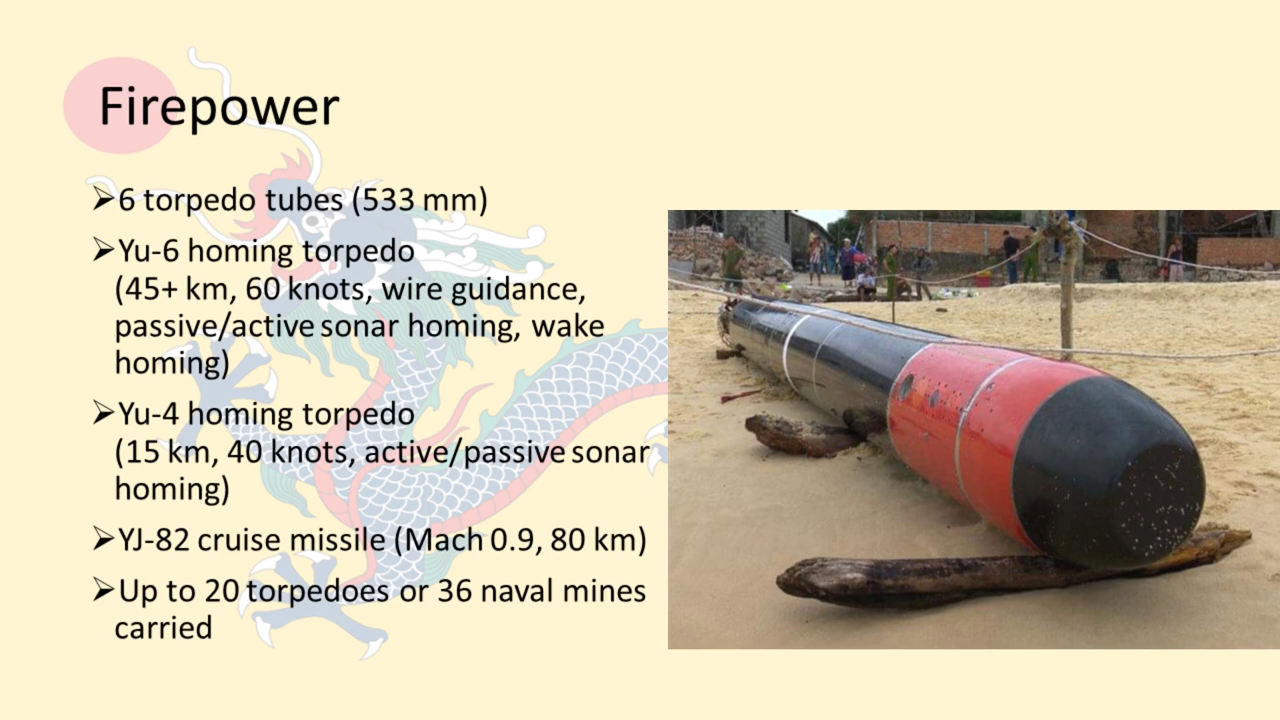 Firepower
➢6 torpedo tubes (533 mm)
➢Yu-6 homing torpedo
(45+ km, 60 knots, wire guidance,
passive/active sonar homing, wake
homing)
➢Yu-4 homing torpedo
(15 km, 40 knots, active/passive sonar
homing)
➢YJ-82 cruise missile (Mach 0.9, 80 km)
➢Up to 20 torpedoes or 36 naval mines
carried